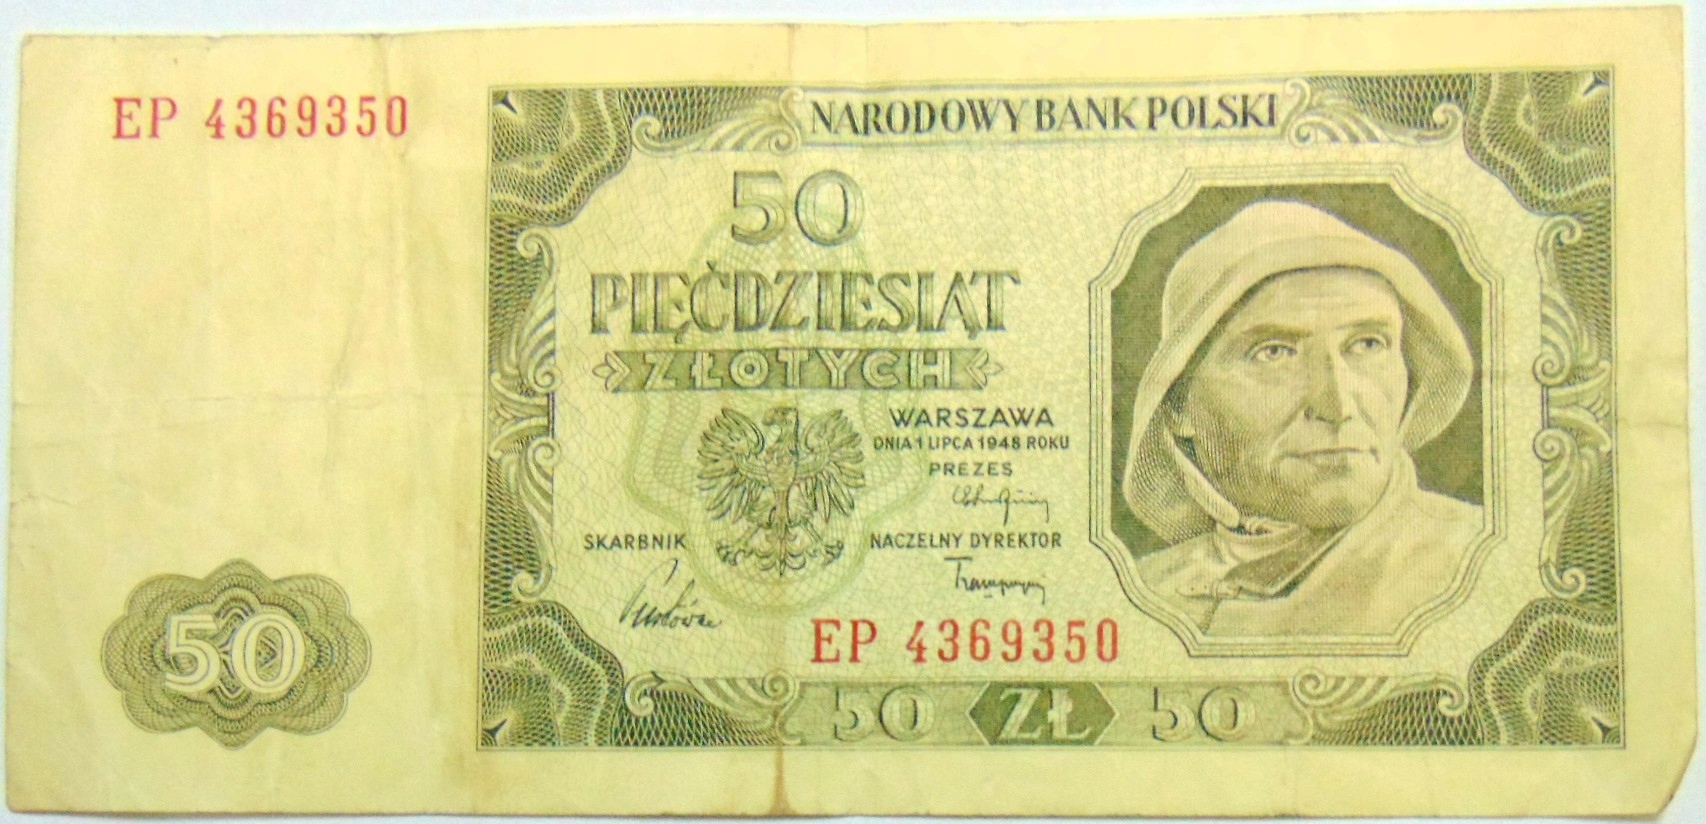 EP 4369350
NARODOWY BANK POLSKI
50
PIĘĆDZIESIĄT
ZŁOTYCH
WARSZAWA
DNIA 1 LIPCA 1948 ROKU
PREZES
SKARBNIK
NACZELNY DYREKTOR
EP 4369350
50
50 ZŁ 50